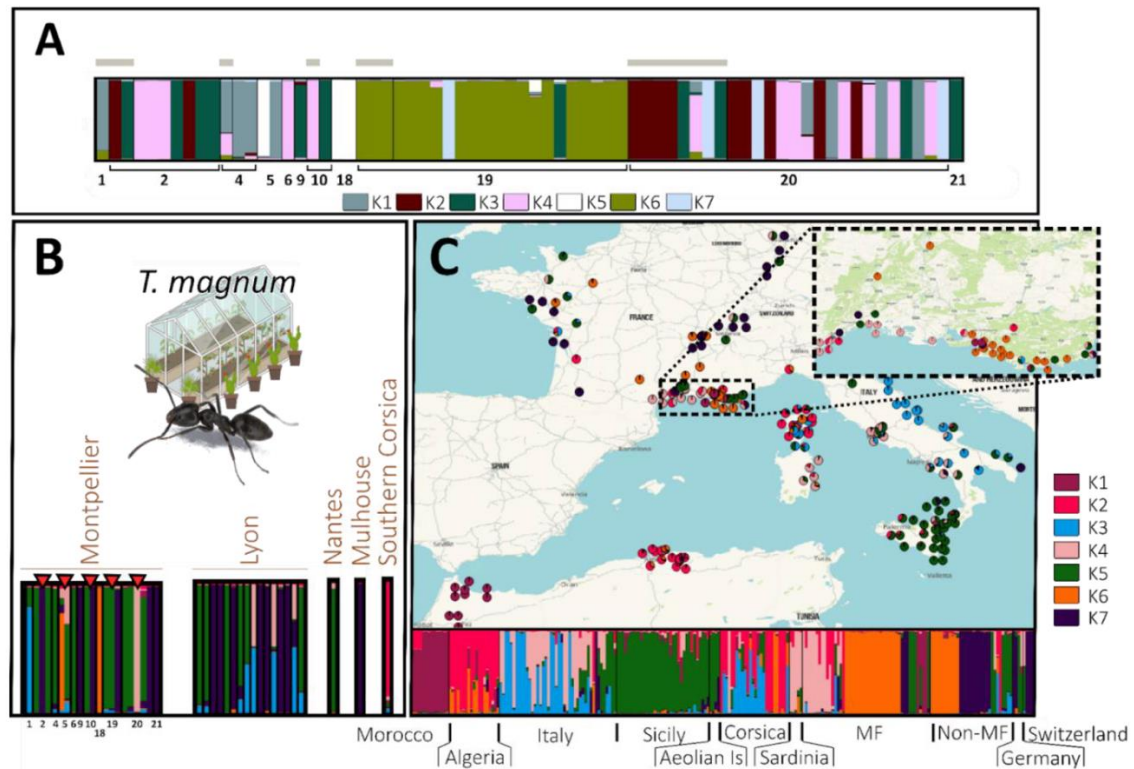 A
1 2 4 5 6 9 10 18 19 20 21
K1 K2 K3 K4 K5 K6 K7
B
T. magnum
Montpellier
Lyon
Nantes
Mulhouse
Southern Corsica
1 2 4 5 6 9 10 19 20 21
18
C
FRANCE
SWITZERLAND
ITALY
SPAIN
TUNISIA
K1
K2
K3
K4
K5
K6
K7
Morocco Italy Sicily Corsica MF Non-MF Switzerland
Algeria Aeolian Is Sardinia Germany